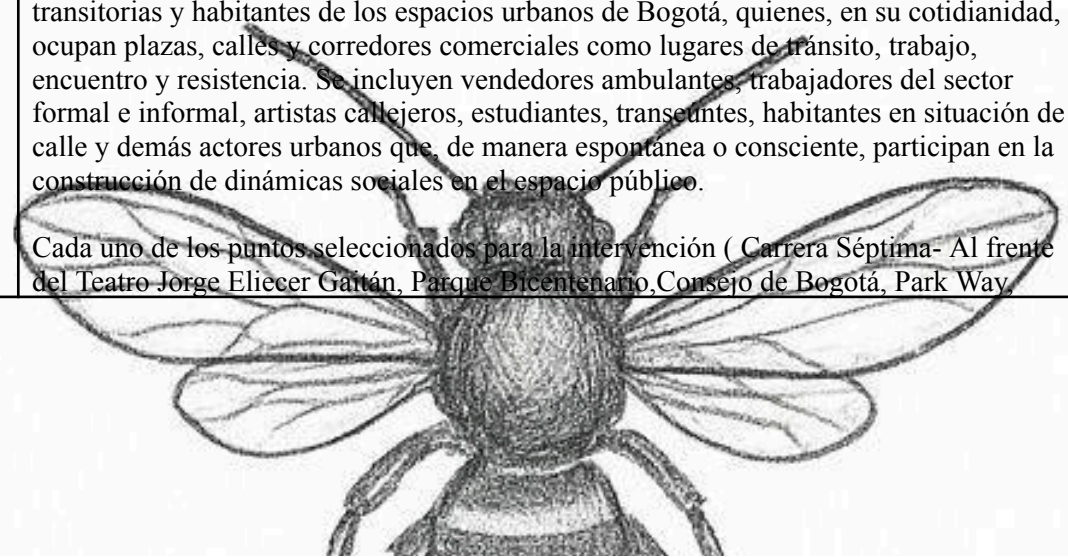 transitorias y habitantes de los espacios urbanos de Bogotá, quienes, en su cotidianidad,
ocupan plazas, calles y corredores comerciales como lugares de tránsito, trabajo,
encuentro y resistencia. Se incluyen vendedores ambulantes, trabajadores del sector
formal e informal, artistas callejeros, estudiantes, transeúntes, habitantes en situación de
calle y demás actores urbanos que, de manera espontánea o consciente, participan en la
construcción de dinámicas sociales en el espacio público.
Cada uno de los puntos seleccionados para la intervención ( Carrera Séptima- Al frente
del Teatro Jorge Eliecer Gaitán, Parque Bicentenario,Consejo de Bogotá, Park Way,